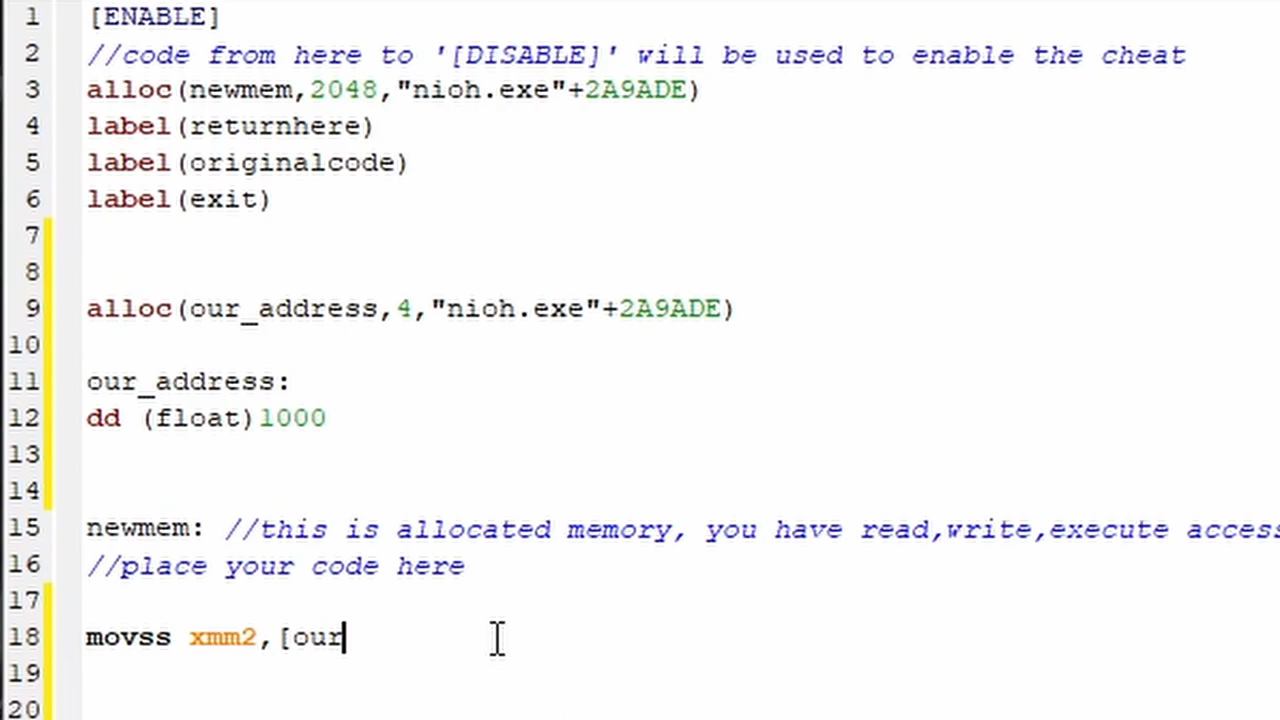 1 [ENABLE]
2 //code from here to '[DISABLE]' will be used to enable the cheat
3 alloc(newmem,2048,"nioh.exe"+2A9ADE)
4 label(returnhere)
5 label(originalcode)
6 label(exit)
7
8
9 alloc(our_address,4,"nioh.exe"+2A9ADE)
10
11 our_address:
12 dd (float)1000
13
14
15 newmem: //this is allocated memory, you have read,write,execute access
16 //place your code here
17
18 movss xmm2,[our
19
20